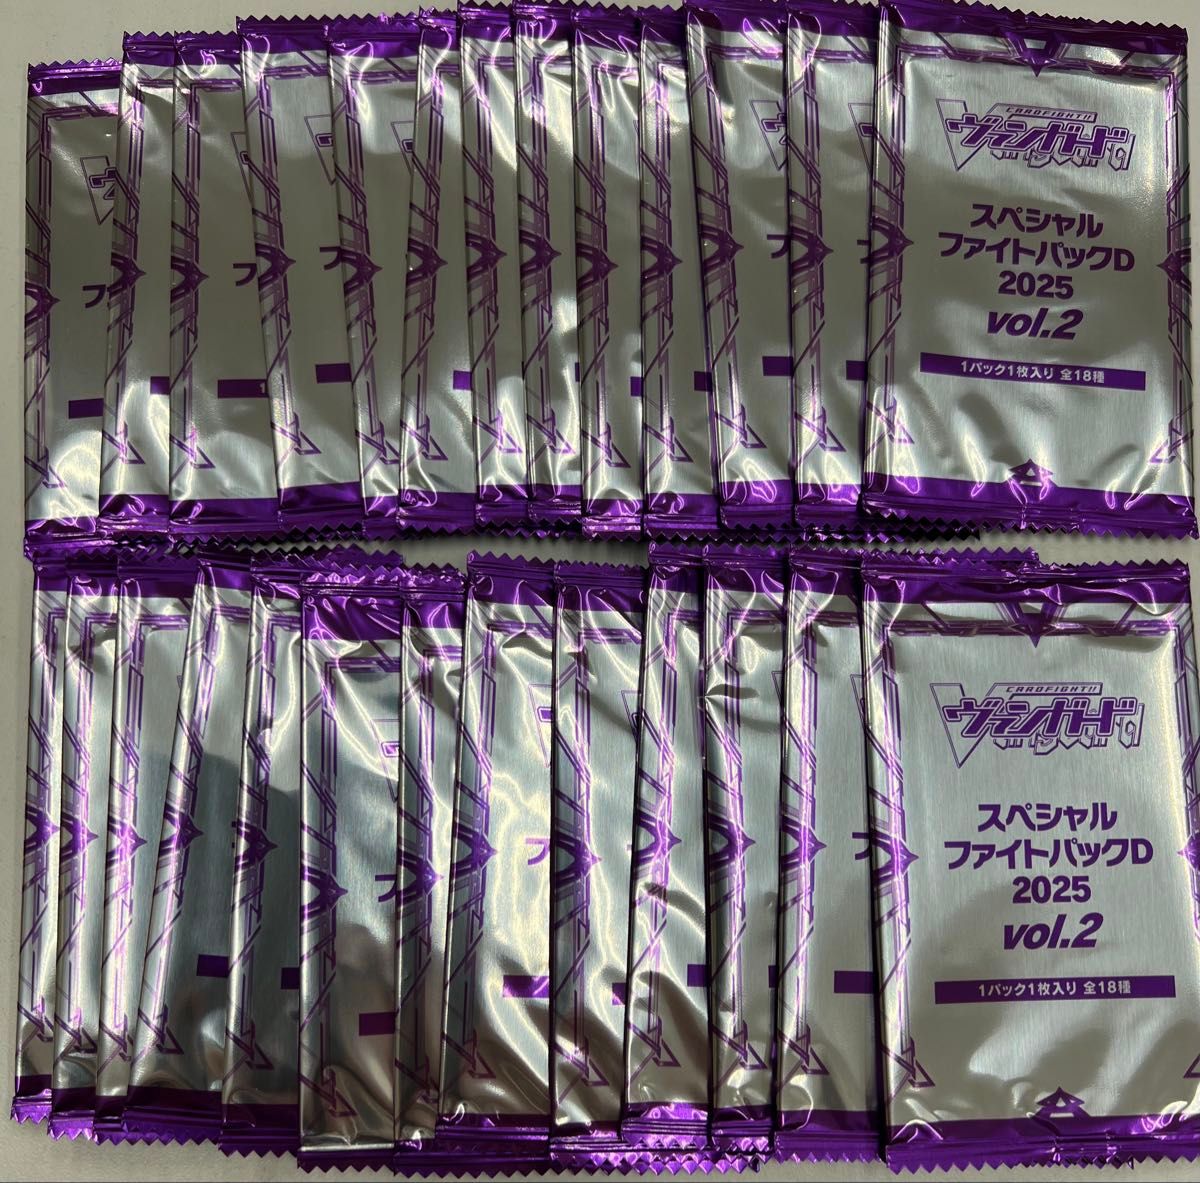 CARDFIGHT!!
ヴァンガード
スペシャル
ファイトパックD
2025
vol.2
1パック1枚入り 全18種
CARDFIGHT!!
ヴァンガード
スペシャル
ファイトパックD
2025
vol.2
1パック1枚入り 全18種